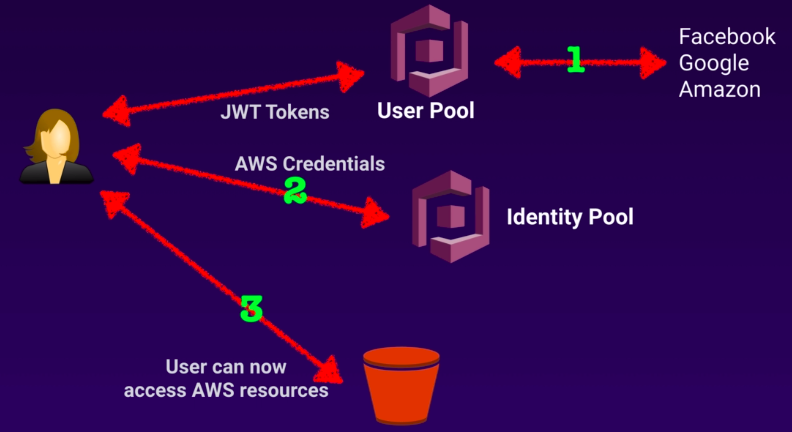 Facebook
Google
Amazon
1
JWT Tokens
User Pool
AWS Credentials
2
Identity Pool
3
User can now
access AWS resources